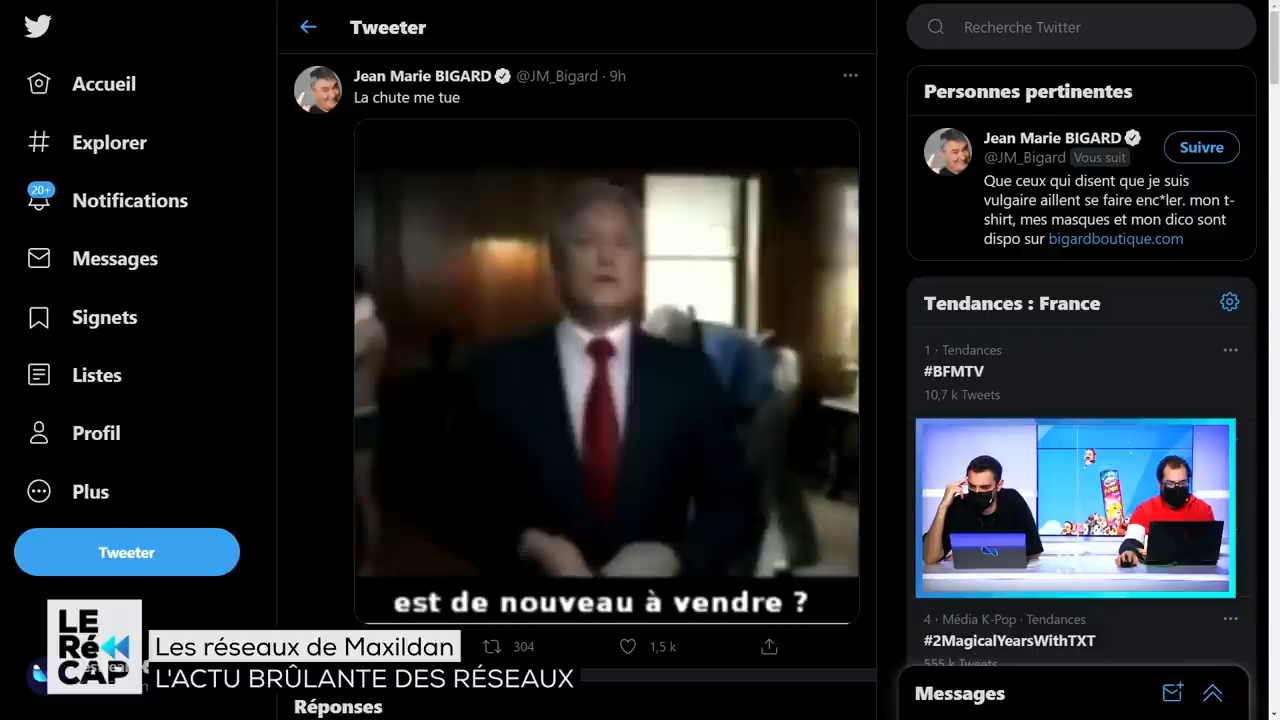 Accueil
Explorer
20+
Notifications
Messages
Signets
Listes
Profil
Plus
Tweeter
Tweeter
Jean Marie BIGARD @JM_Bigard · 9h
La chute me tue
est de nouveau à vendre ?
304
1,5 k
Réponses
Recherche Twitter
Personnes pertinentes
Jean Marie BIGARD
@JM_Bigard Vous suit
Suivre
Que ceux qui disent que je suis
vulgaire aillent se faire enc*ler. mon t-
shirt, mes masques et mon dico sont
dispo sur bigardboutique.com
Tendances : France
1 · Tendances
#BFMTV
10,7 k Tweets
Pringles
4 · Média K-Pop · Tendances
#2MagicalYearsWithTXT
555 k Tweets
Messages
LE
Ré
CAP
Les réseaux de Maxildan
L'ACTU BRÛLANTE DES RÉSEAUX